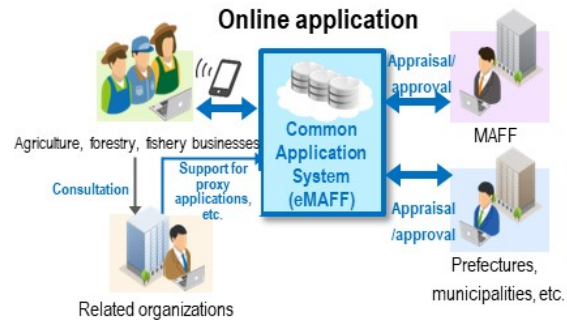 Online application
Appraisal/
approval
MAFF
Agriculture, forestry, fishery businesses
Common
Application
System
(eMAFF)
Consultation
Support for
proxy
applications,
etc.
Appraisal
/approval
Prefectures,
municipalities, etc.
Related organizations